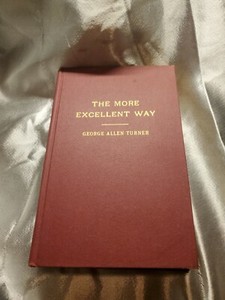 THE MORE
EXCELLENT WAY
GEORGE ALLEN TURNER